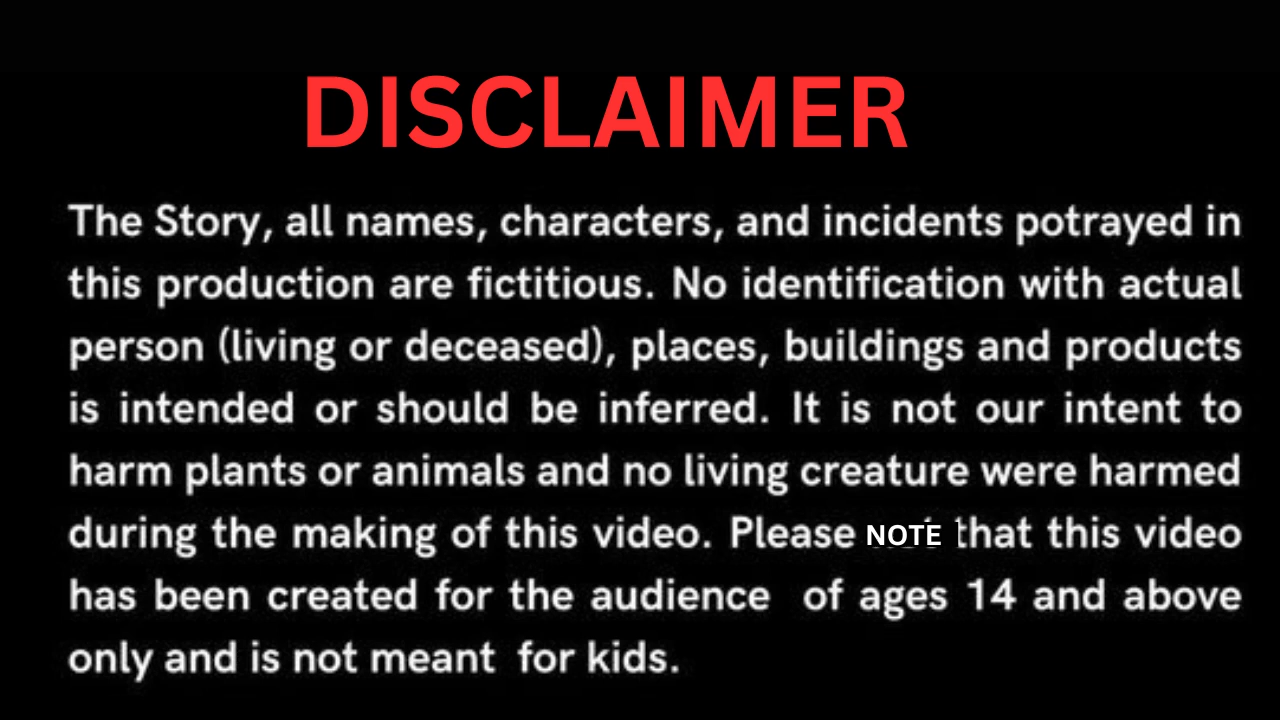 DISCLAIMER
The Story, all names, characters, and incidents potrayed in
this production are fictitious. No identification with actual
person (living or deceased), places, buildings and products
is intended or should be inferred. It is not our intent to
harm plants or animals and no living creature were harmed
during the making of this video. Please NOTE that this video
has been created for the audience of ages 14 and above
only and is not meant for kids.